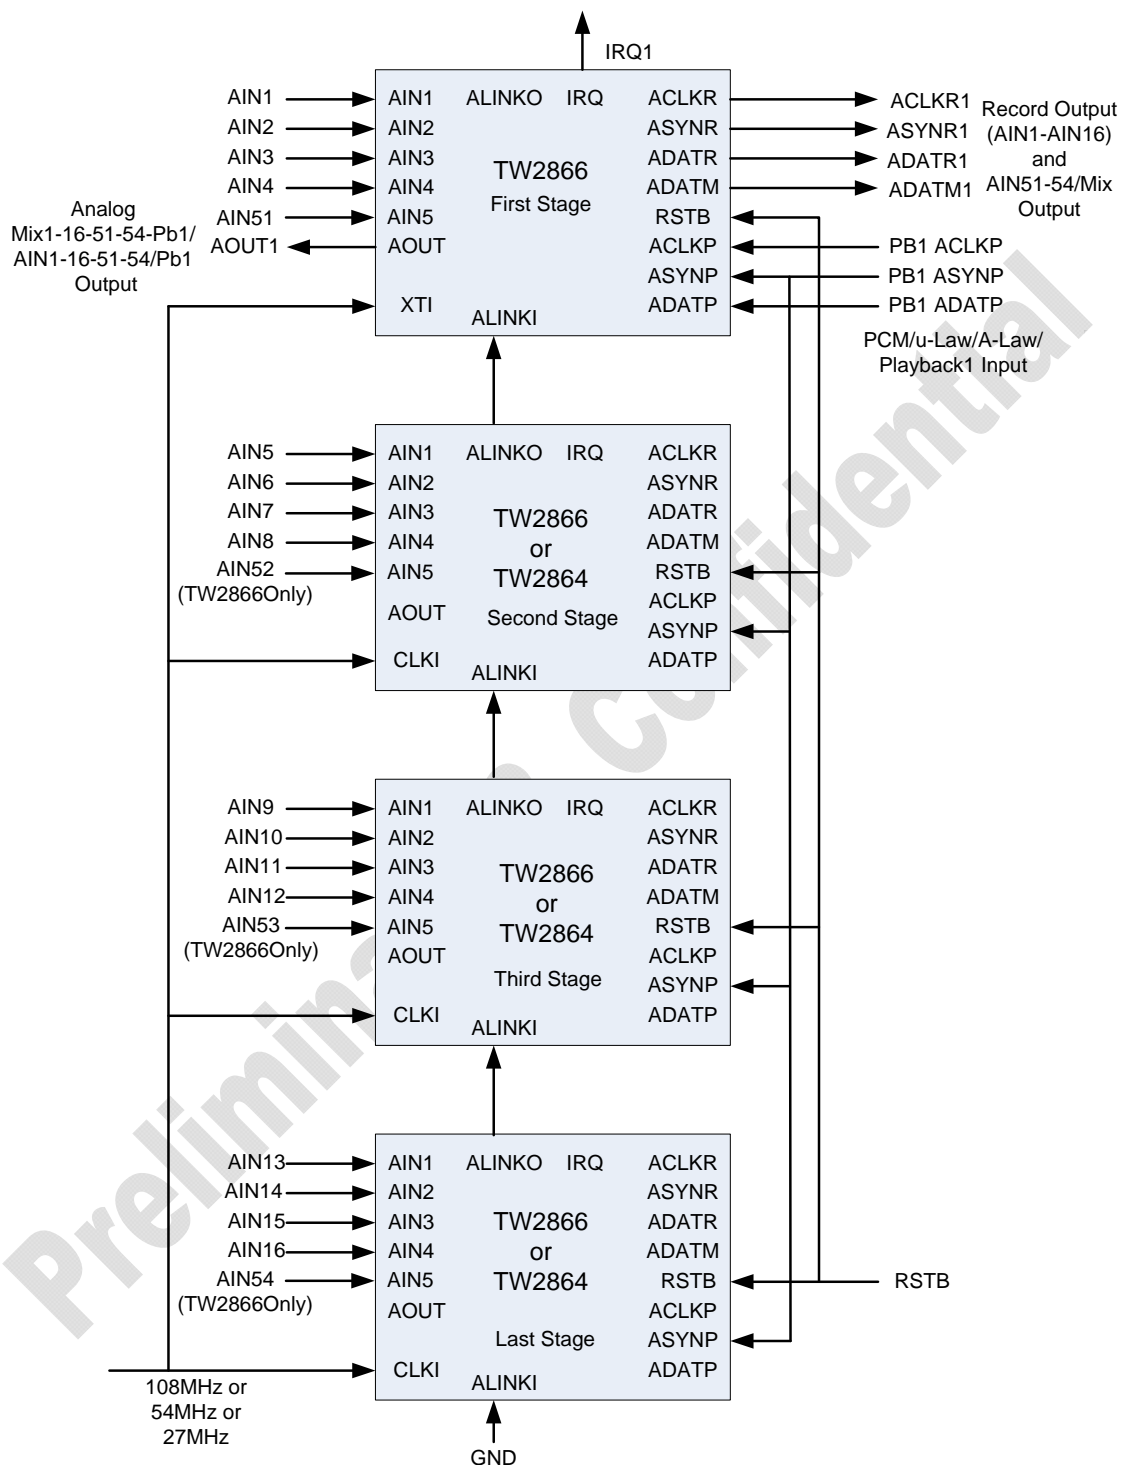 IRQ1
AIN1
AIN2
AIN3
AIN4
AIN51
AOUT1
Analog
Mix1-16-51-54-Pb1/
AIN1-16-51-54/Pb1
Output
AIN1 ALINKO IRQ ACLKR
AIN2 ASYNR
AIN3 ADATR
AIN4 ADATM
AIN5 RSTB
AOUT ACLKP
ASYNP
XTI ADATP
TW2866
First Stage
ALINKI
ACLKR1
ASYNR1
ADATR1
ADATM1
Record Output
(AIN1-AIN16)
and
AIN51-54/Mix
Output
PB1 ACLKP
PB1 ASYNP
PB1 ADATP
PCM/u-Law/A-Law/
Playback1 Input
AIN5
AIN6
AIN7
AIN8
AIN52
(TW2866Only)
AIN1 ALINKO IRQ ACLKR
AIN2 ASYNR
AIN3 ADATR
AIN4 ADATM
AIN5 RSTB
ACLKP
AOUT ASYNP
CLKI ADATP
TW2866
or
TW2864
Second Stage
ALINKI
AIN9
AIN10
AIN11
AIN12
AIN53
(TW2866Only)
AIN1 ALINKO IRQ ACLKR
AIN2 ASYNR
AIN3 ADATR
AIN4 ADATM
AIN5 RSTB
AOUT ACLKP
ASYNP
CLKI ADATP
TW2866
or
TW2864
Third Stage
ALINKI
AIN13
AIN14
AIN15
AIN16
AIN54
(TW2866Only)
AIN1 ALINKO IRQ ACLKR
AIN2 ASYNR
AIN3 ADATR
AIN4 ADATM
AIN5 RSTB
AOUT ACLKP
ASYNP
CLKI ADATP
TW2866
or
TW2864
Last Stage
ALINKI
RSTB
108MHz or
54MHz or
27MHz
GND